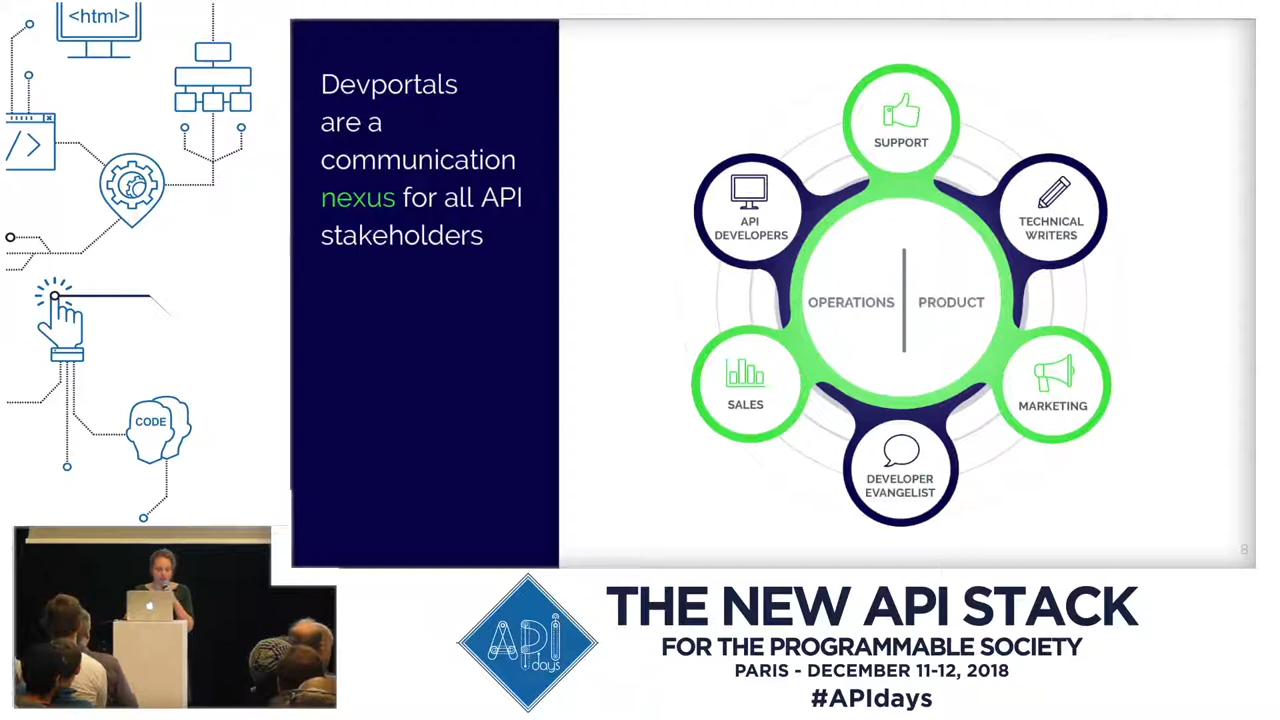 <html>
</>
CODE
Devportals
are a
communication
nexus for all API
stakeholders
SUPPORT
API
DEVELOPERS
TECHNICAL
WRITERS
OPERATIONS
PRODUCT
SALES
MARKETING
DEVELOPER
EVANGELIST
8
API
days
THE NEW API STACK
FOR THE PROGRAMMABLE SOCIETY
PARIS - DECEMBER 11-12, 2018
#APIdays